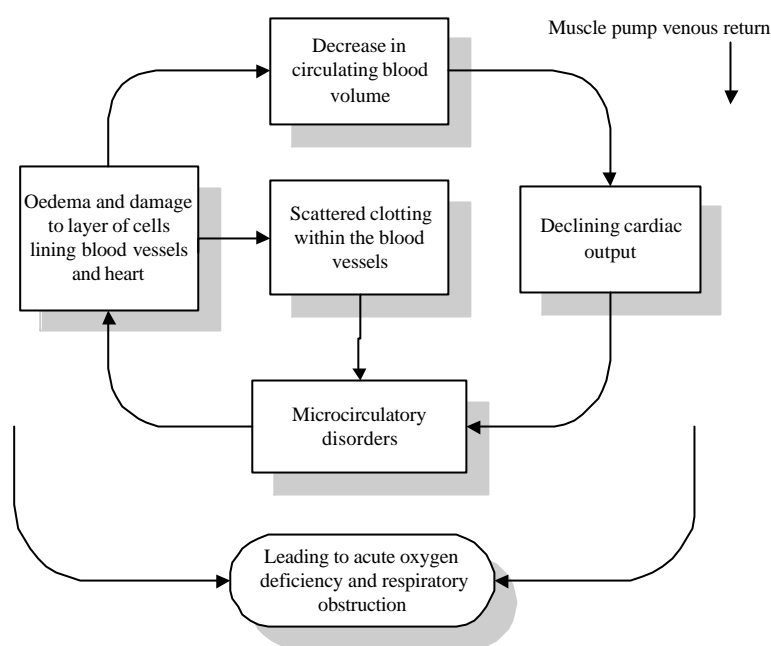 Muscle pump venous return
Decrease in
circulating blood
volume
Oedema and damage
to layer of cells
lining blood vessels
and heart
Scattered clotting
within the blood
vessels
Declining cardiac
output
Microcirculatory
disorders
Leading to acute oxygen
deficiency and respiratory
obstruction